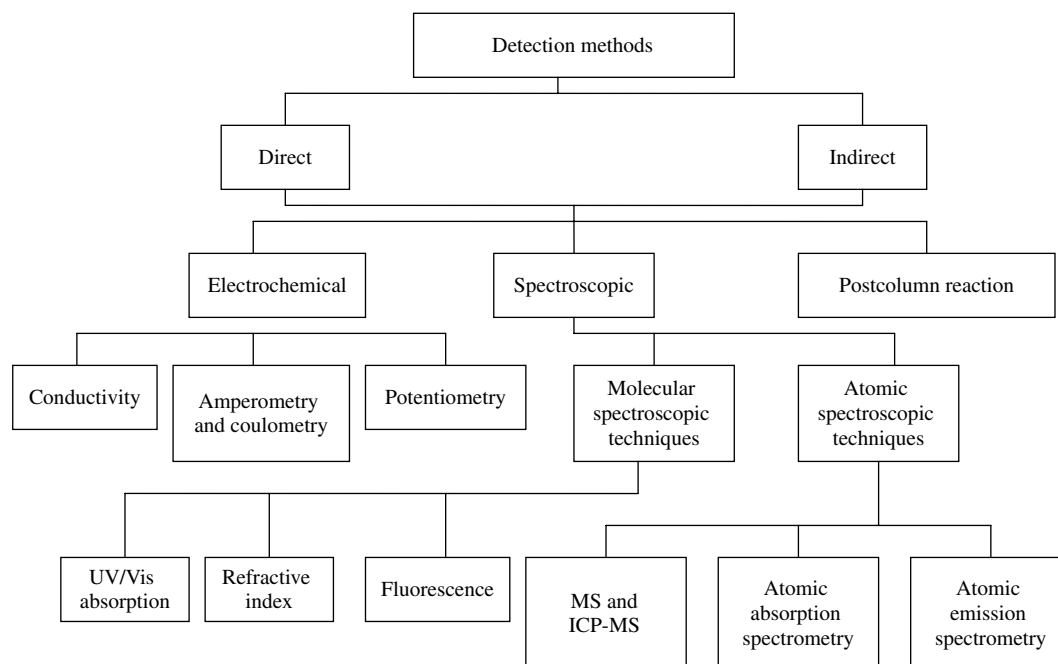 Detection methods
Direct
Indirect
Electrochemical
Spectroscopic
Postcolumn reaction
Conductivity
Amperometry
and coulometry
Potentiometry
Molecular
spectroscopic
techniques
Atomic
spectroscopic
techniques
UV/Vis
absorption
Refractive
index
Fluorescence
MS and
ICP-MS
Atomic
absorption
spectrometry
Atomic
emission
spectrometry